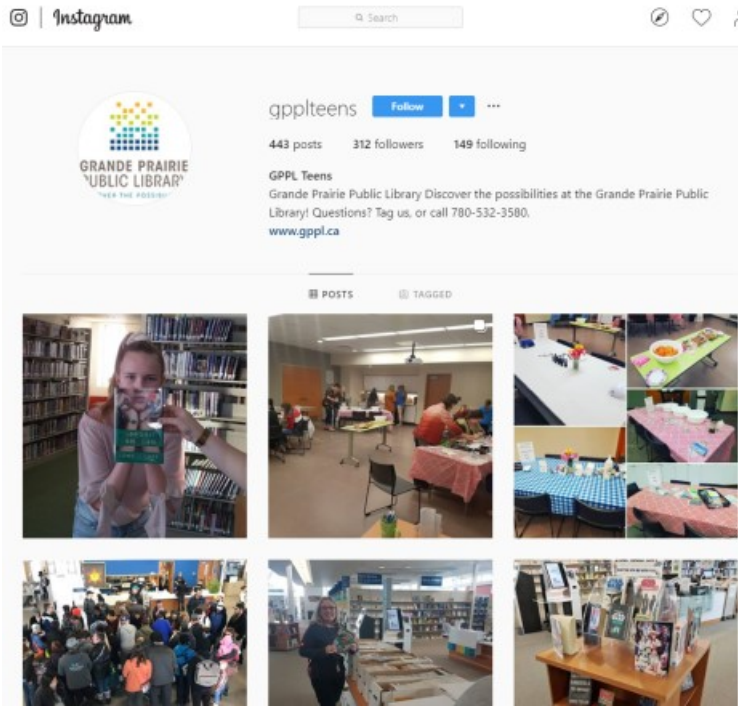 Instagram
Search
gpplteens Follow
443 posts 312 followers 149 following
GPPL Teens
Grande Prairie Public Library Discover the possibilities at the Grande Prairie Public
Library! Questions? Tag us, or call 780-532-3580.
www.gppl.ca
GRANDE PRAIRIE
PUBLIC LIBRARY
POSTS TAGGED